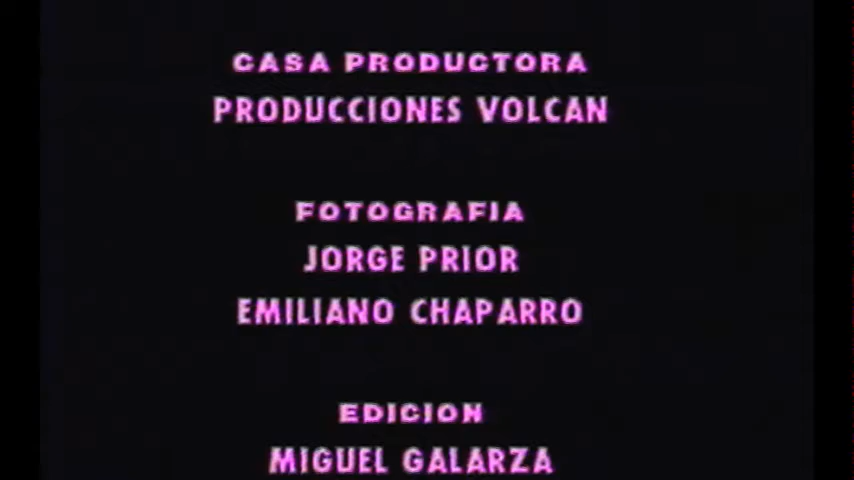 CASA PRODUCTORA
PRODUCCIONES VOLCAN
FOTOGRAFIA
JORGE PRIOR
EMILIANO CHAPARRO
EDICION
MIGUEL GALARZA